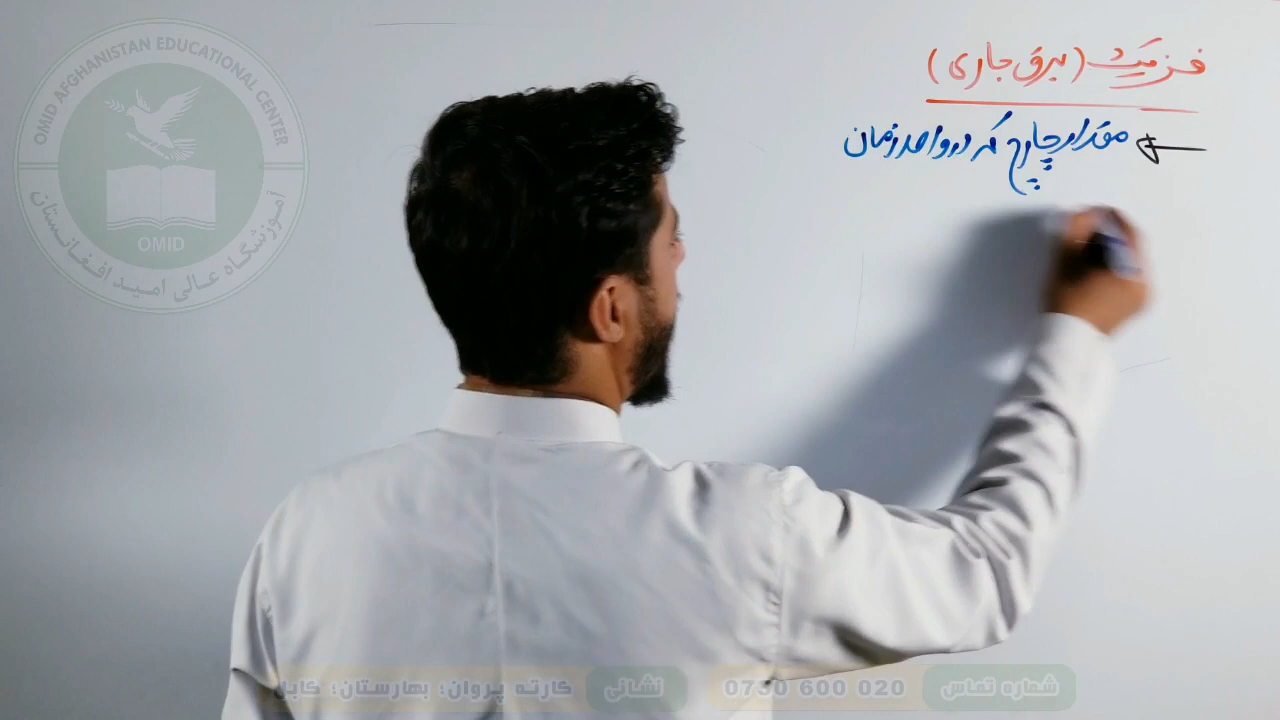 فزیک (برق جاری)
مقدار چارج که در واحد زمان
OMID AFGHANISTAN EDUCATIONAL CENTER
OMID
آموزشگاه عالی امید افغانستان
شماره تماس 0730 600 020 نشانی کارته پروان؛ بهارستان؛ کابل